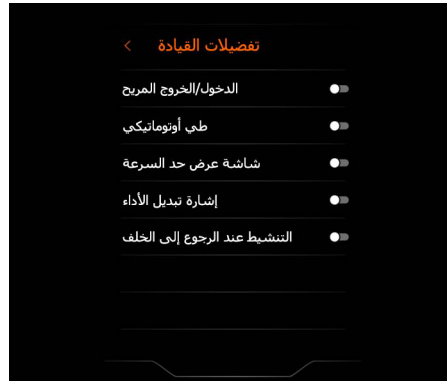 تفضيلات القيادة
الدخول/الخروج المريح
طي أوتوماتيكي
شاشة عرض حد السرعة
إشارة تبديل الأداء
التنشيط عند الرجوع إلى الخلف